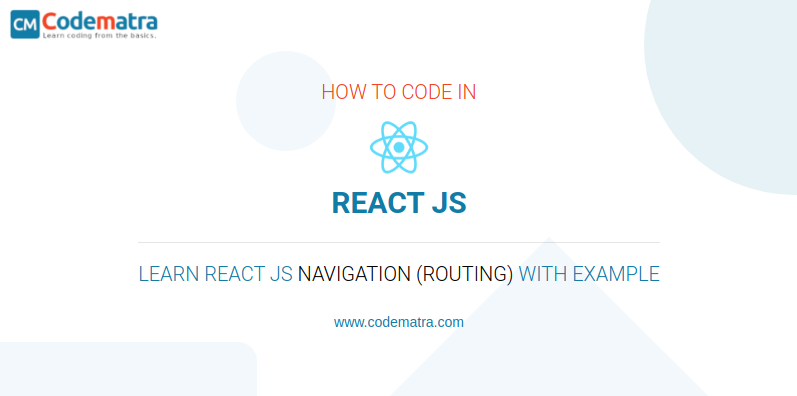 CM Codematra
Learn coding from the basics.
HOW TO CODE IN
REACT JS
LEARN REACT JS NAVIGATION (ROUTING) WITH EXAMPLE
www.codematra.com